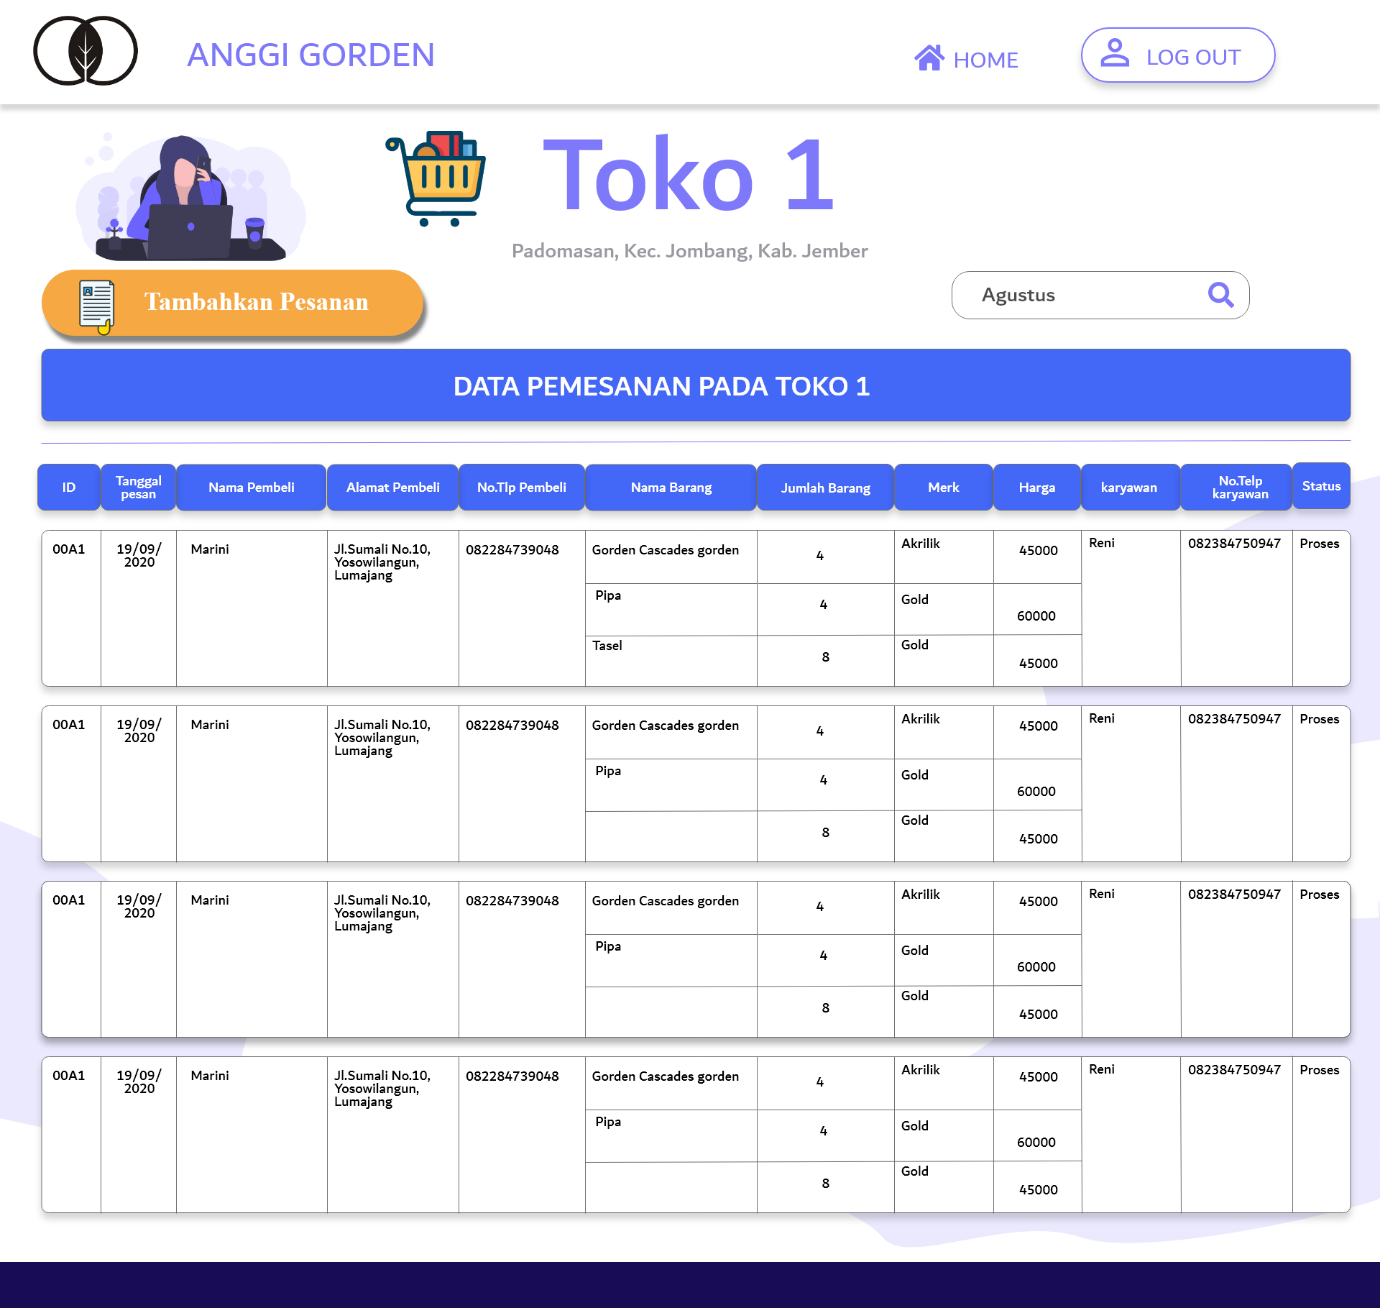 ANGGI GORDEN
HOME
LOG OUT
Toko 1
Padomasan, Kec. Jombang, Kab. Jember
Tambahkan Pesanan
Agustus
DATA PEMESANAN PADA TOKO 1
ID
Tanggal
pesan
Nama Pembeli
Alamat Pembeli
No.Tlp Pembeli
Nama Barang
Jumlah Barang
Merk
Harga
karyawan
No.Telp
karyawan
Status
00A1
19/09/
2020
Marini
Jl.Sumali No.10,
Yosowilangun,
Lumajang
082284739048
Gorden Cascades gorden
4
Akrilik
45000
Reni
082384750947
Proses
Pipa
4
Gold
60000
Tasel
8
Gold
45000
00A1
19/09/
2020
Marini
Jl.Sumali No.10,
Yosowilangun,
Lumajang
082284739048
Gorden Cascades gorden
4
Akrilik
45000
Reni
082384750947
Proses
Pipa
4
Gold
60000
8
Gold
45000
00A1
19/09/
2020
Marini
Jl.Sumali No.10,
Yosowilangun,
Lumajang
082284739048
Gorden Cascades gorden
4
Akrilik
45000
Reni
082384750947
Proses
Pipa
4
Gold
60000
8
Gold
45000
00A1
19/09/
2020
Marini
Jl.Sumali No.10,
Yosowilangun,
Lumajang
082284739048
Gorden Cascades gorden
4
Akrilik
45000
Reni
082384750947
Proses
Pipa
4
Gold
60000
8
Gold
45000